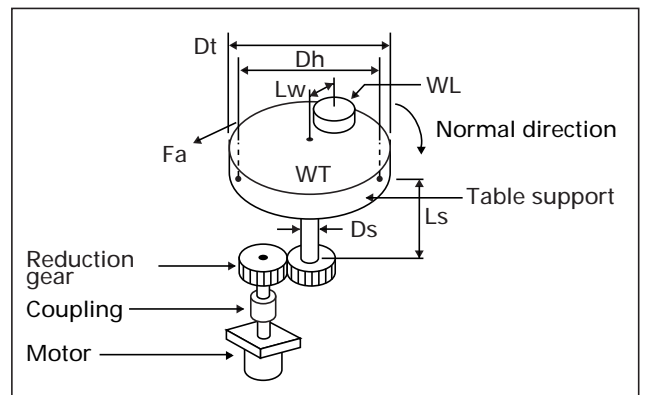 Dt
Dh
Lw
WL
Normal direction
Fa
WT
Table support
Ls
Ds
Reduction
gear
Coupling
Motor